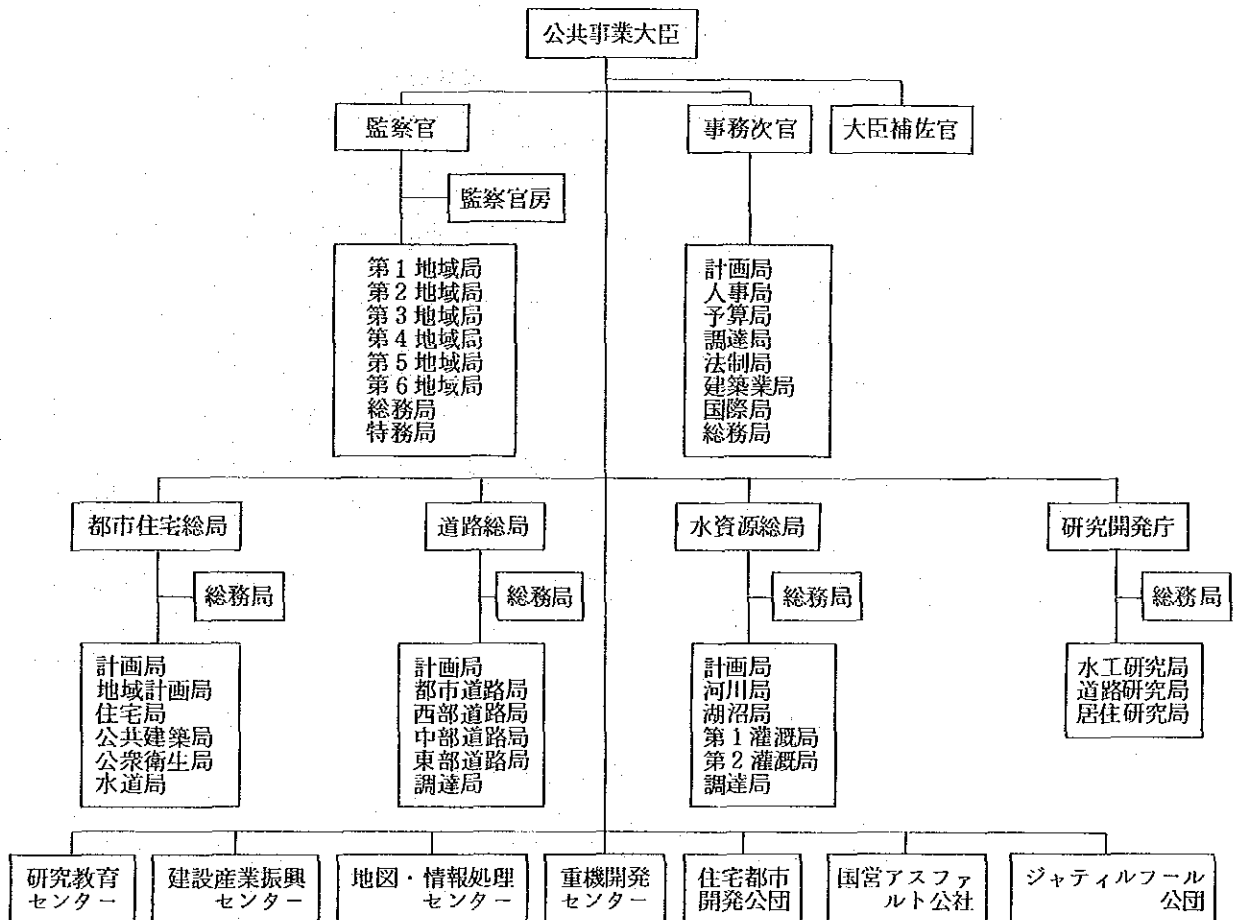 公共事業大臣
監察官
事務次官
大臣補佐官
監察官房
第1地域局
第2地域局
第3地域局
第4地域局
第5地域局
第6地域局
総務局
特務局
計画局
人事局
予算局
調達局
法制局
建築業局
国際局
総務局
都市住宅総局
道路総局
水資源総局
研究開発庁
総務局
総務局
総務局
総務局
計画局
地域計画局
住宅局
公共建築局
公衆衛生局
水道局
計画局
都市道路局
西部道路局
中部道路局
東部道路局
調達局
計画局
河川局
湖沼局
第1灌漑局
第2灌漑局
調達局
水工研究局
道路研究局
居住研究局
研究教育
センター
建設産業振興
センター
地図・情報処理
センター
重機開発
センター
住宅都市
開発公団
国営アスファ
ルト公社
ジャティルフール
公団